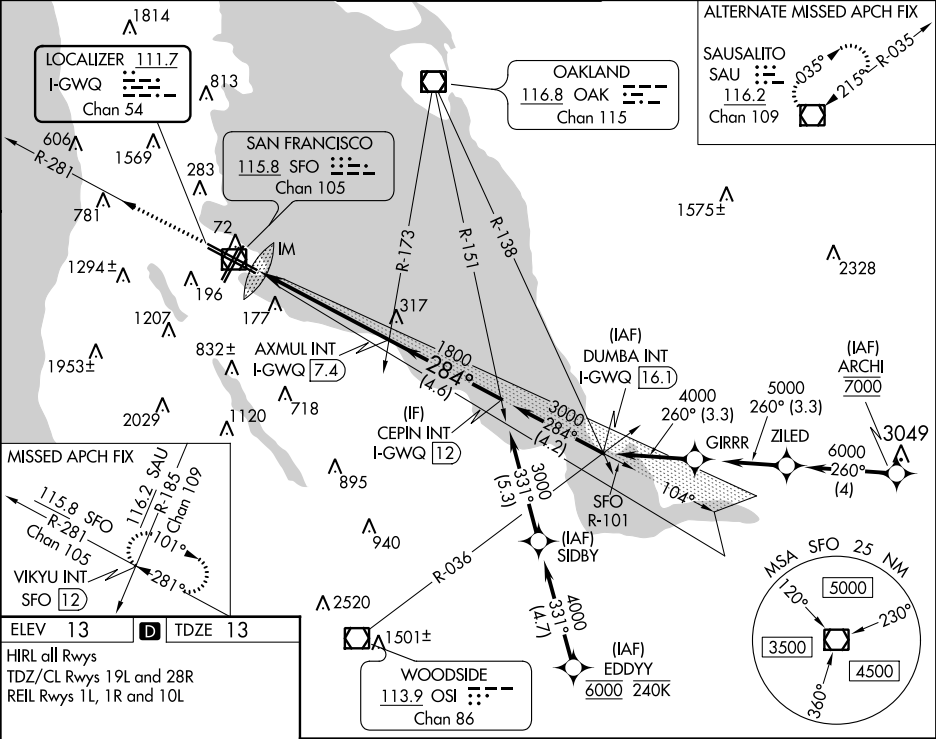 1814
LOCALIZER 111.7
I-GWQ
Chan 54
813
606
1569
R-281
283
781
SAN FRANCISCO
115.8 SFO
Chan 105
72
IM
1294±
196
177
1207
1953±
832±
2029
1120
718
OAKLAND
116.8 OAK
Chan 115
R-173
R-151
R-138
317
ALTERNATE MISSED APCH FIX
SAUSALITO
SAU
116.2
Chan 109
035°
215°
R-035
1575±
2328
AXMUL INT
I-GWQ 7.4
1800
284°
(4.6)
(IF)
CEPIN INT
I-GWQ 12
3000
284°
(4.2)
(IAF)
DUMBA INT
I-GWQ 16.1
4000
260° (3.3)
GIRRR
5000
260° (3.3)
ZILED
(IAF)
ARCHI
7000
6000
260°
(4)
3049
104°
SFO
R-101
3000
331°
(5.3)
(IAF)
SIDBY
4000
331°
(4.7)
(IAF)
EDDYY
6000 240K
895
940
R-036
2520
1501±
WOODSIDE
113.9 OSI
Chan 86
MISSED APCH FIX
115.8 SFO
R-281
Chan 105
116.2 SAU
R-185
Chan 109
101°
281°
VIKYU INT
SFO 12
MSA SFO 25 NM
120°
5000
230°
3500
4500
360°
ELEV 13 D TDZE 13
HIRL all Rwys
TDZ/CL Rwys 19L and 28R
REIL Rwys 1L, 1R and 10L